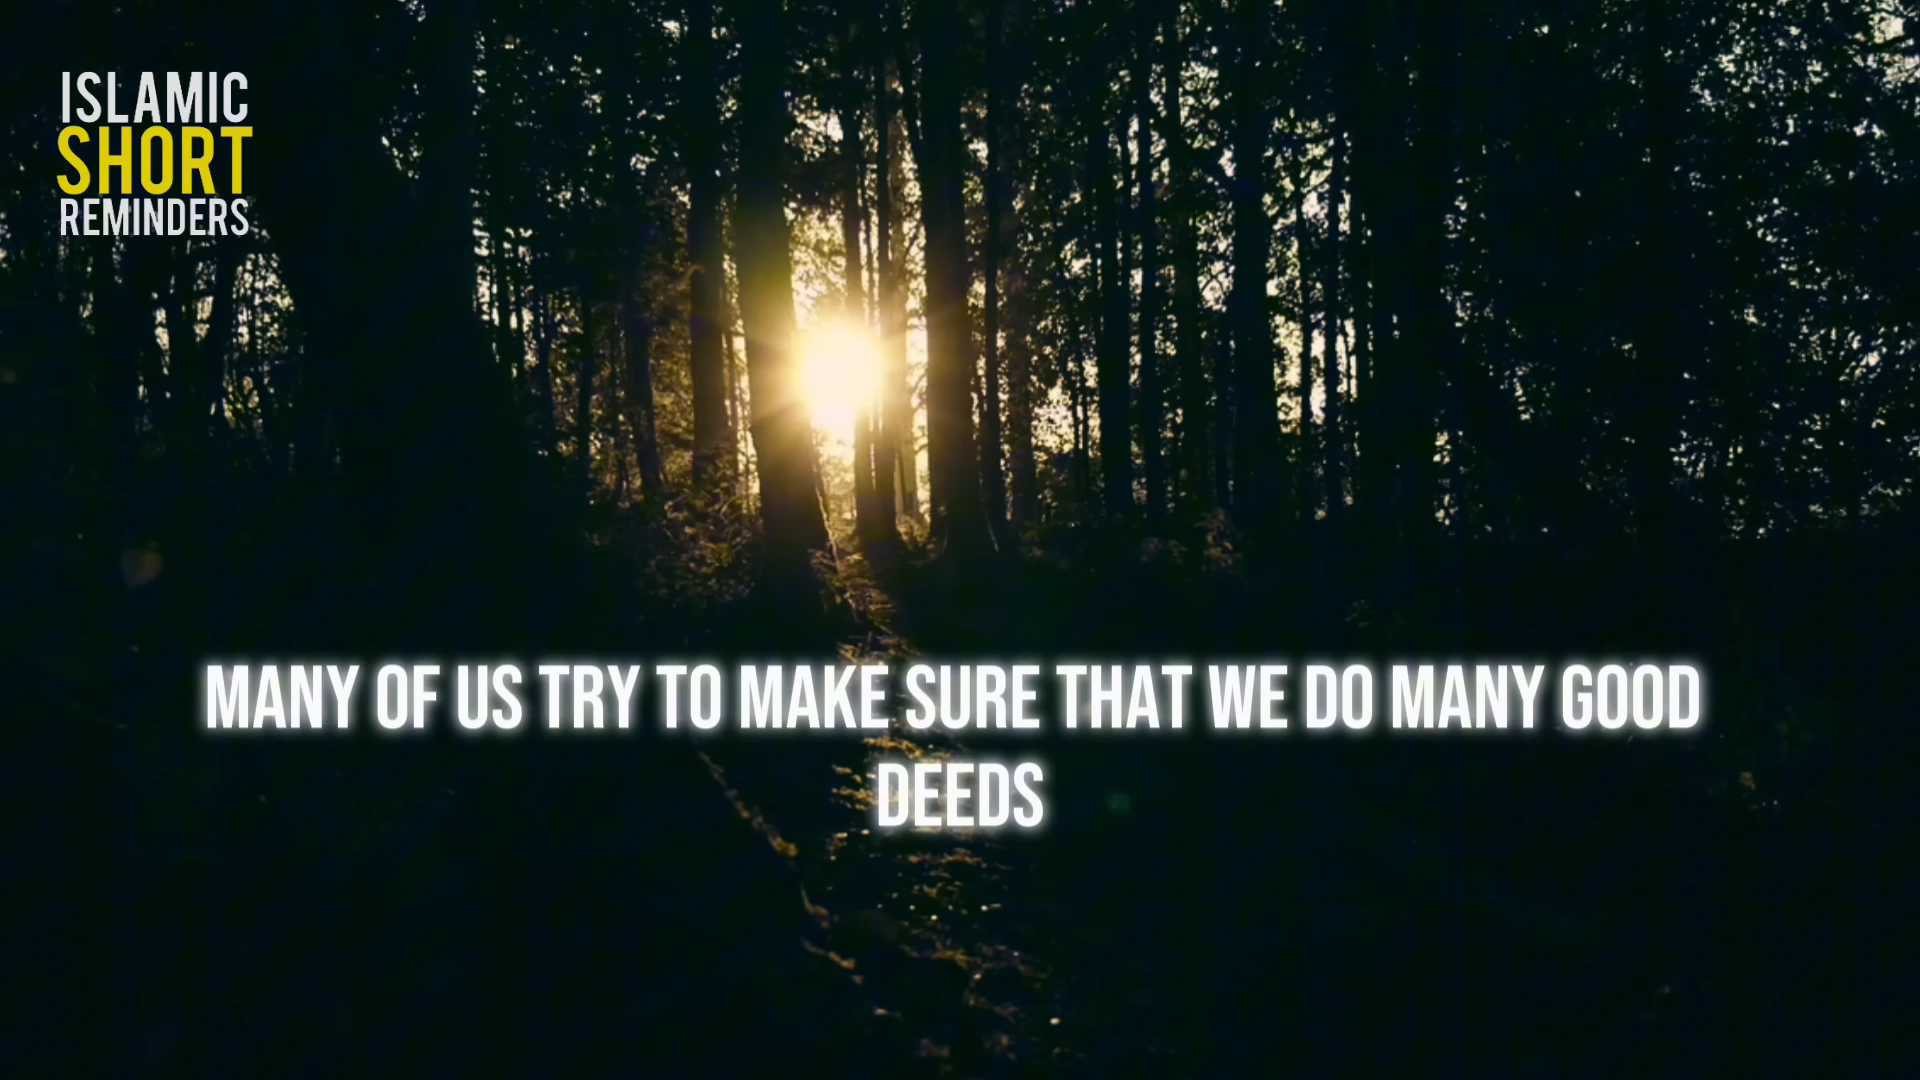 ISLAMIC
SHORT
REMINDERS
MANY OF US TRY TO MAKE SURE THAT WE DO MANY GOOD
DEEDS